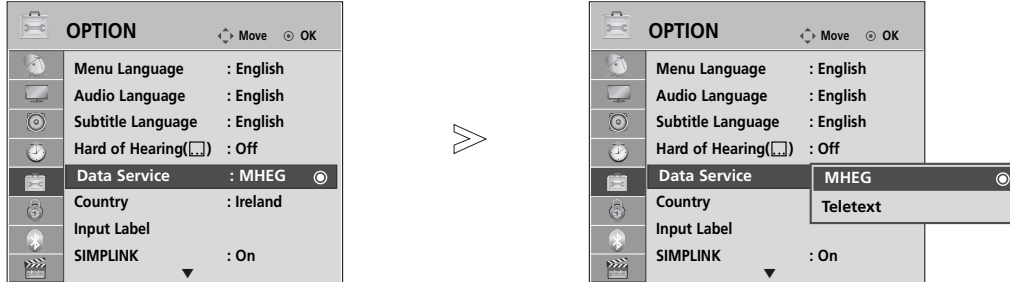 OPTION Move OK
Menu Language : English
Audio Language : English
Subtitle Language : English
Hard of Hearing( ) : Off
Data Service : MHEG
Country : Ireland
Input Label
SIMPLINK : On
OPTION Move OK
Menu Language : English
Audio Language : English
Subtitle Language : English
Hard of Hearing( ) : Off
Data Service
MHEG
Country
Teletext
Input Label
SIMPLINK : On